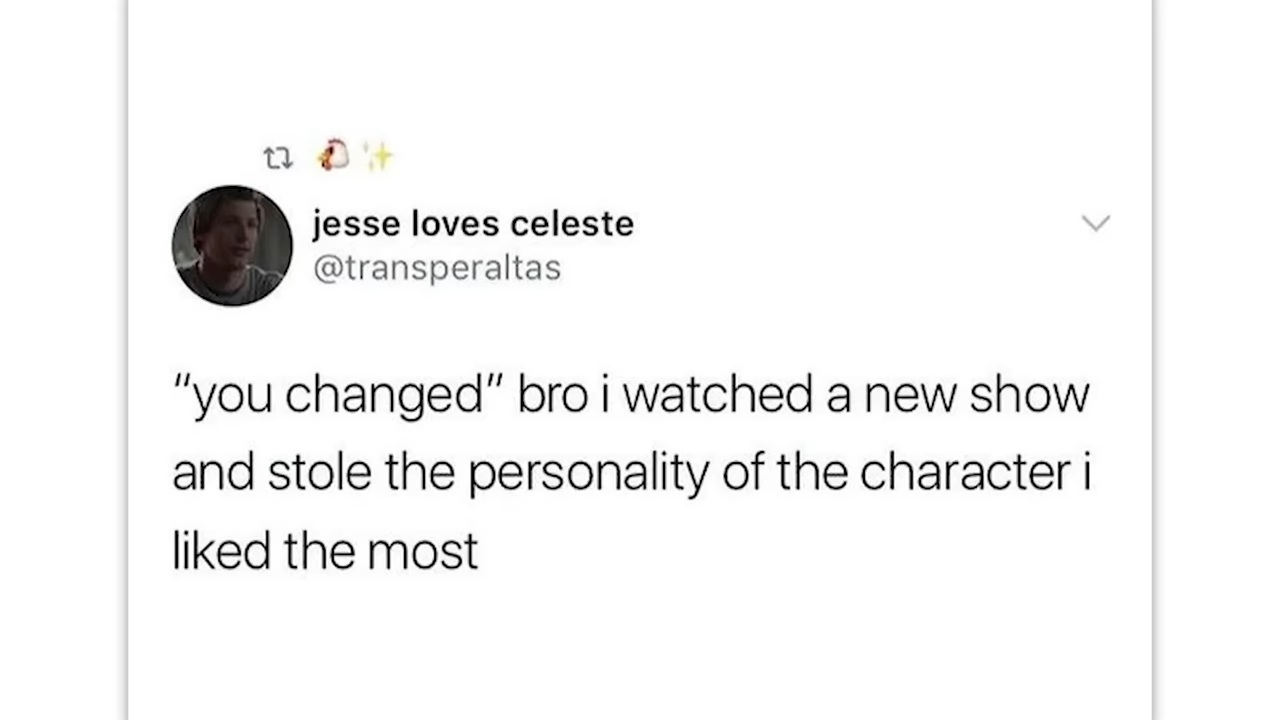 jesse loves celeste
@transperaltas
“you changed” bro i watched a new show
and stole the personality of the character i
liked the most